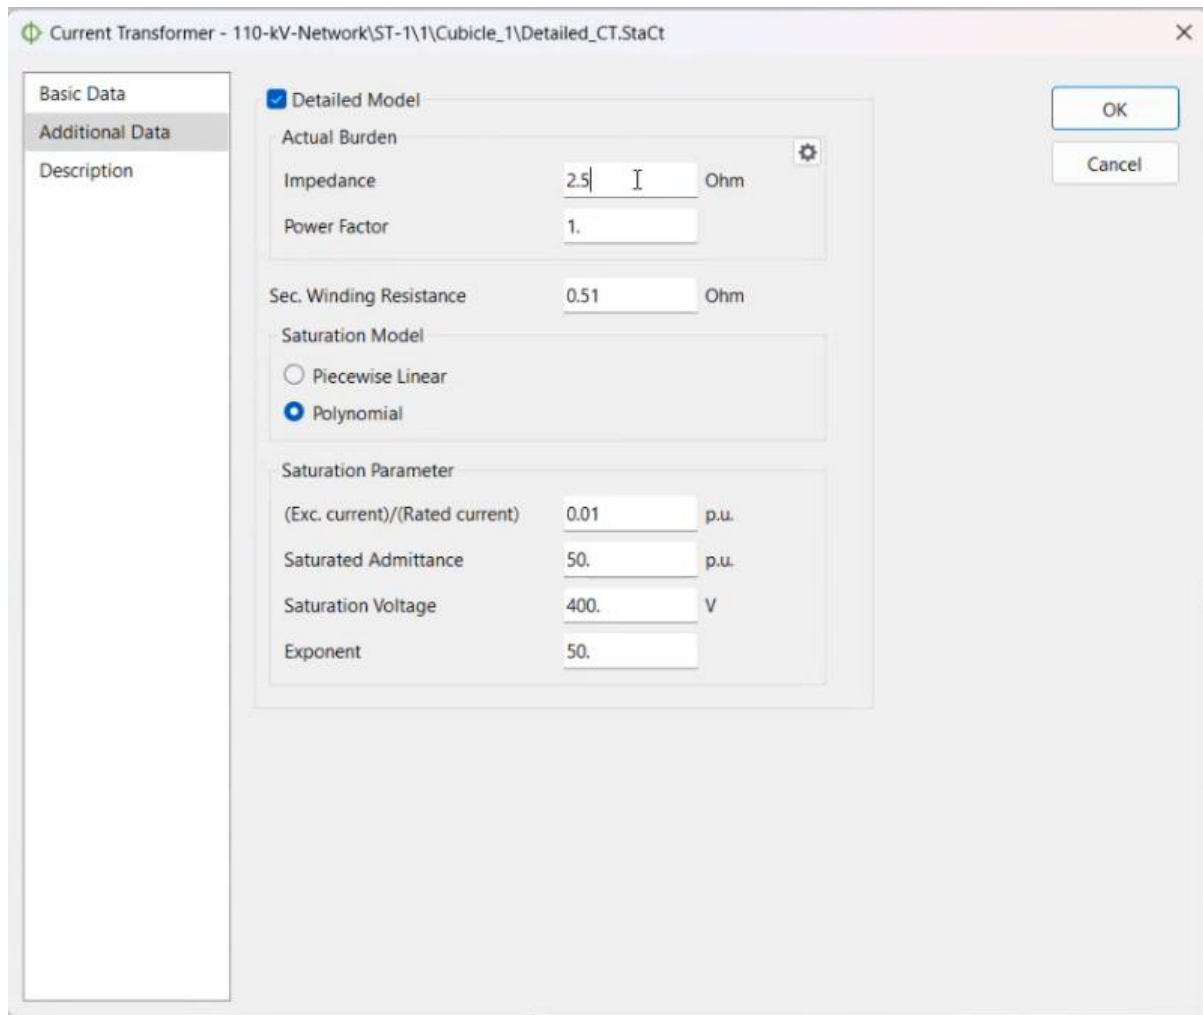 Current Transformer - 110-kV-Network\ST-1\1\Cubicle_1\Detailed_CT.StaCt
Basic Data
Additional Data
Description
Detailed Model
Actual Burden
Impedance 2.5 Ohm
Power Factor 1.
Sec. Winding Resistance 0.51 Ohm
Saturation Model
Piecewise Linear
Polynomial
Saturation Parameter
(Exc. current)/(Rated current) 0.01 p.u.
Saturated Admittance 50. p.u.
Saturation Voltage 400. V
Exponent 50.
OK
Cancel